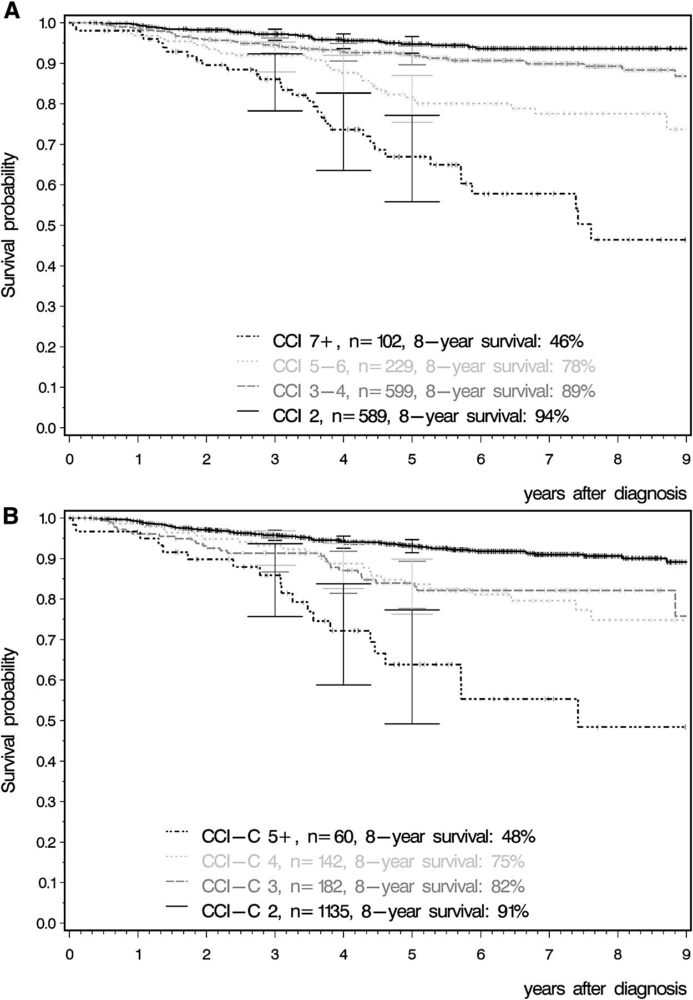 A
1.0
0.9
0.8
0.7
0.6
0.5
0.4
0.3
0.2
0.1
0.0
Survival probability
CCI 7+, n=102, 8-year survival: 46%
CCI 5-6, n=229, 8-year survival: 78%
CCI 3-4, n=599, 8-year survival: 89%
CCI 2, n=589, 8-year survival: 94%
0 1 2 3 4 5 6 7 8 9
years after diagnosis
B
1.0
0.9
0.8
0.7
0.6
0.5
0.4
0.3
0.2
0.1
0.0
Survival probability
CCI-C 5+, n=60, 8-year survival: 48%
CCI-C 4, n=142, 8-year survival: 75%
CCI-C 3, n=182, 8-year survival: 82%
CCI-C 2, n=1135, 8-year survival: 91%
0 1 2 3 4 5 6 7 8 9
years after diagnosis